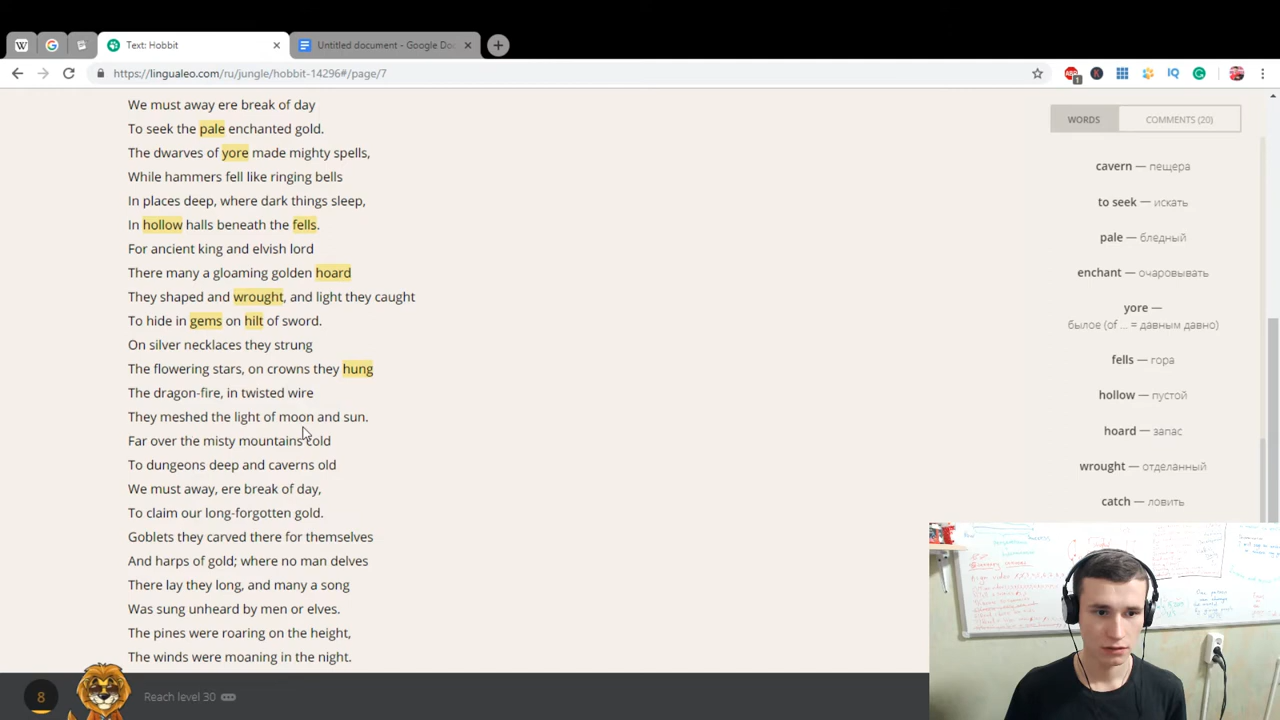 Text: Hobbit
Untitled document - Google Doc
https://lingualeo.com/ru/jungle/hobbit-14296#/page/7
We must away ere break of day
To seek the pale enchanted gold.
The dwarves of yore made mighty spells,
While hammers fell like ringing bells
In places deep, where dark things sleep,
In hollow halls beneath the fells.
For ancient king and elvish lord
There many a gloaming golden hoard
They shaped and wrought, and light they caught
To hide in gems on hilt of sword.
On silver necklaces they strung
The flowering stars, on crowns they hung
The dragon-fire, in twisted wire
They meshed the light of moon and sun.
Far over the misty mountains cold
To dungeons deep and caverns old
We must away, ere break of day,
To claim our long-forgotten gold.
Goblets they carved there for themselves
And harps of gold; where no man delves
There lay they long, and many a song
Was sung unheard by men or elves.
The pines were roaring on the height,
The winds were moaning in the night.
WORDS
COMMENTS (20)
cavern — пещера
to seek — искать
pale — бледный
enchant — очаровывать
yore —
былое (of ... = давным давно)
fells — гора
hollow — пустой
hoard — запас
wrought — отделанный
catch — ловить
8
Reach level 30